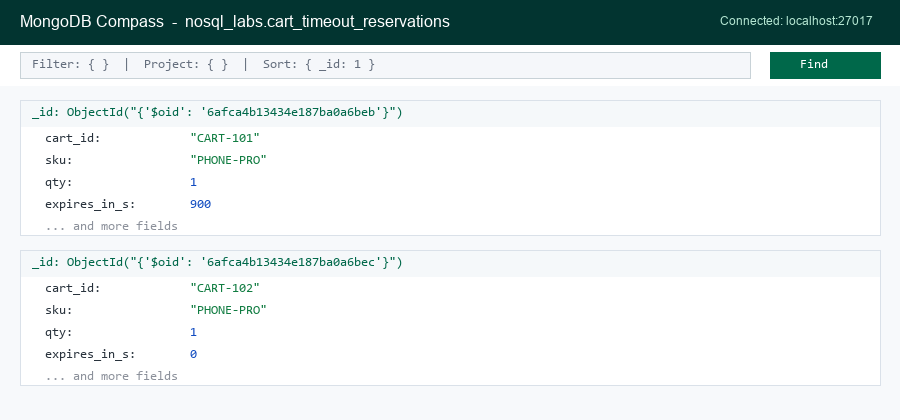 MongoDB Compass - nosql_labs.cart_timeout_reservations
Connected: localhost:27017
Filter: { } | Project: { } | Sort: { _id: 1 }
Find
_id: ObjectId("{'$oid': '6afca4b13434e187ba0a6beb'}")
cart_id: "CART-101"
sku: "PHONE-PRO"
qty: 1
expires_in_s: 900
... and more fields
_id: ObjectId("{'$oid': '6afca4b13434e187ba0a6bec'}")
cart_id: "CART-102"
sku: "PHONE-PRO"
qty: 1
expires_in_s: 0
... and more fields